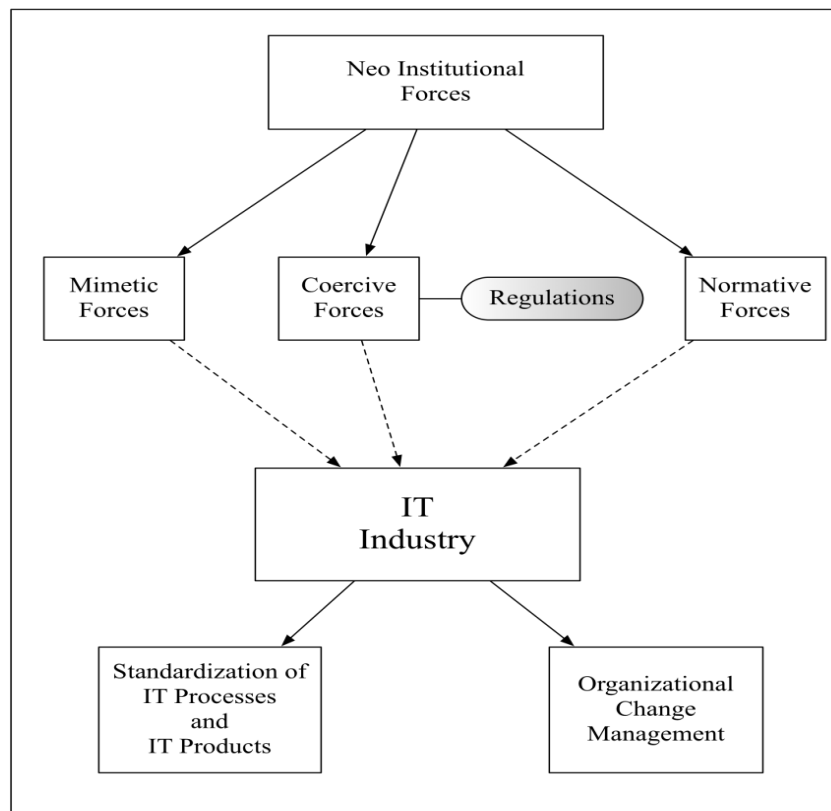 Neo Institutional
Forces
Mimetic
Forces
Coercive
Forces
Regulations
Normative
Forces
IT
Industry
Standardization of
IT Processes
and
IT Products
Organizational
Change
Management